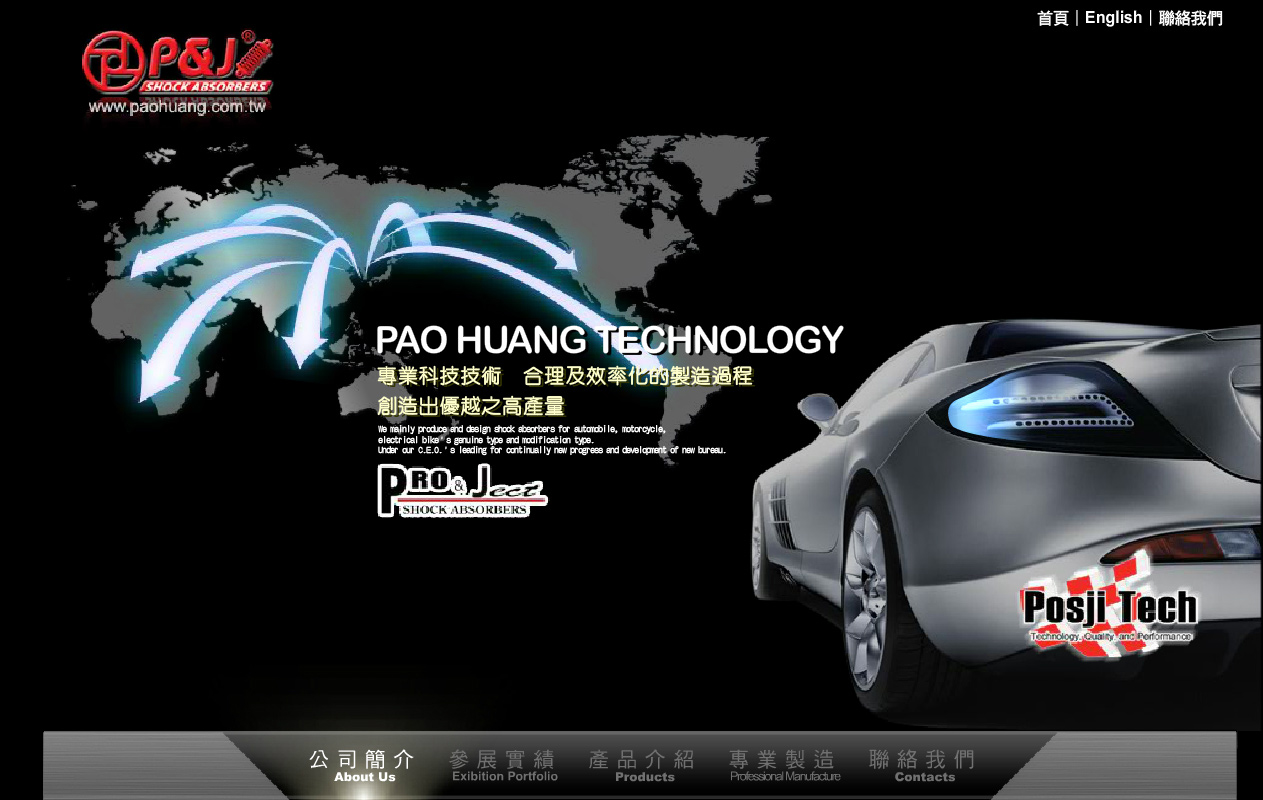 首頁｜English｜聯絡我們
P&J®
SHOCK ABSORBERS
www.paohuang.com.tw
PAO HUANG TECHNOLOGY
專業科技技術 合理及效率化的製造過程
創造出優越之高產量
We mainly produce and design shock absorbers for automobile, motorcycle,
electrical bike's genuine type and modification type.
Under our C.E.O.'s leading for continually new progress and development of new bureau.
PRO & Ject
SHOCK ABSORBERS
Posji Tech
Technology, Quality, and Performance
公司簡介 參展實績 產品介紹 專業製造 聯絡我們
About Us Exibition Portfolio Products Professional Manufacture Contacts